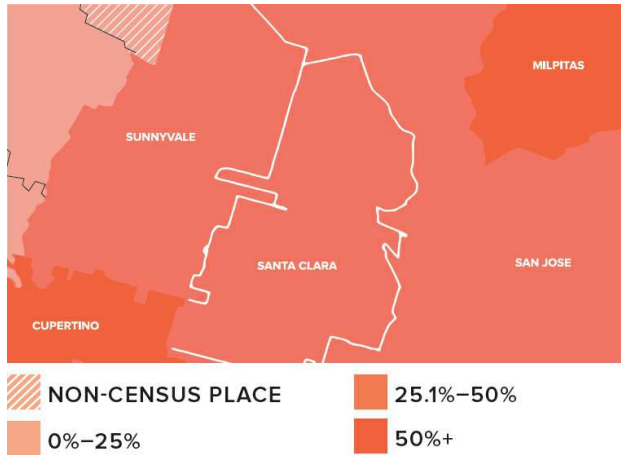 MILPITAS
SUNNYVALE
SANTA CLARA
SAN JOSE
CUPERTINO
NON-CENSUS PLACE
25.1%–50%
0%–25%
50%+